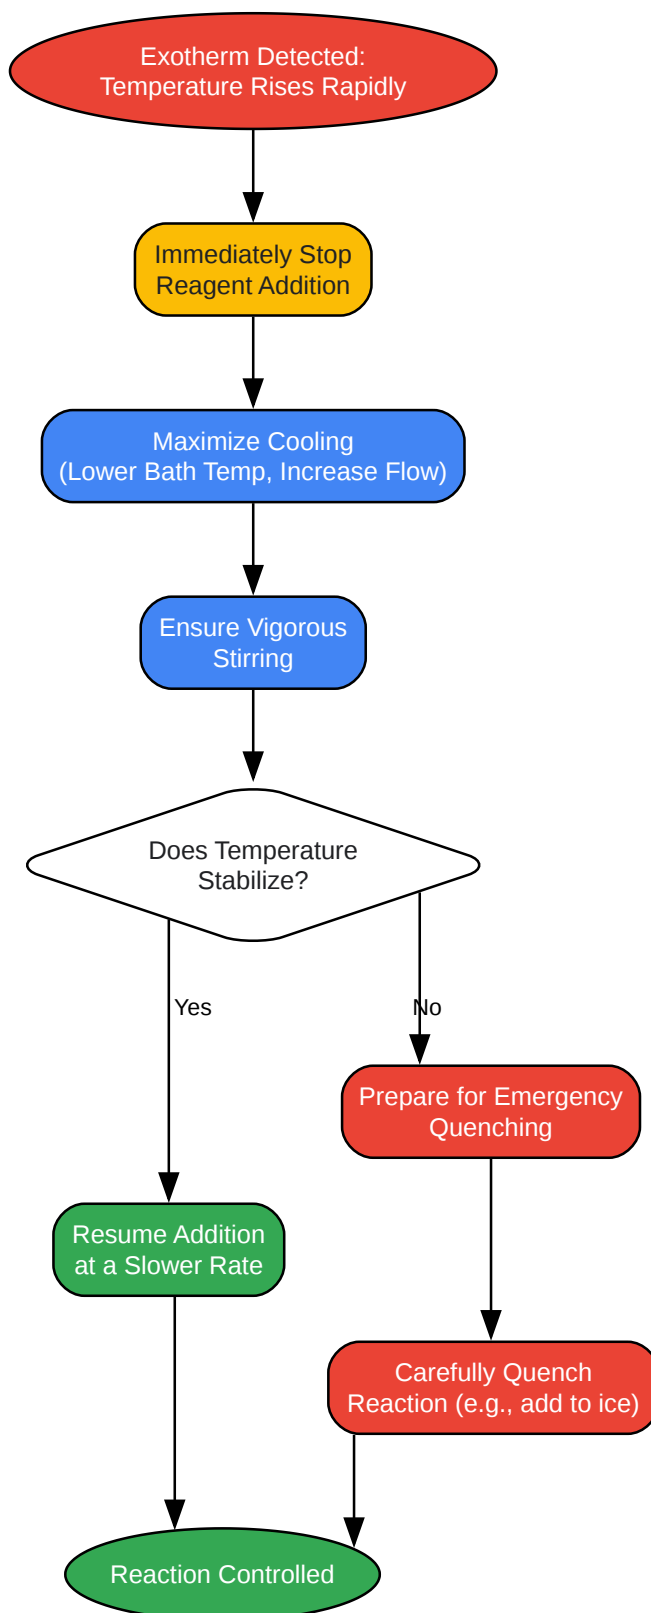 Exotherm Detected:
Temperature Rises Rapidly
Immediately Stop
Reagent Addition
Maximize Cooling
(Lower Bath Temp, Increase Flow)
Ensure Vigorous
Stirring
Does Temperature
Stabilize?
Yes
No
Prepare for Emergency
Quenching
Resume Addition
at a Slower Rate
Carefully Quench
Reaction (e.g., add to ice)
Reaction Controlled